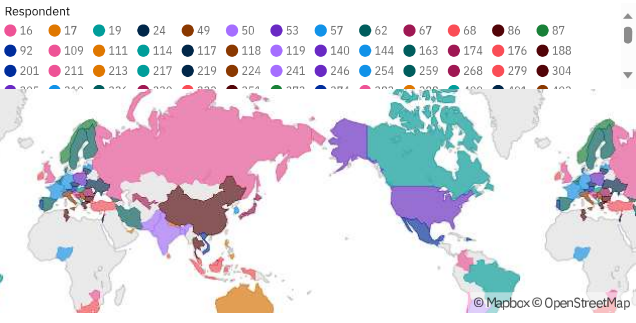 Respondent
16 17 19 24 49 50 53 57 62 67 68 86 87
92 109 111 114 117 118 119 140 144 163 174 176 188
201 211 213 217 219 224 241 246 254 259 268 279 304
© Mapbox © OpenStreetMap